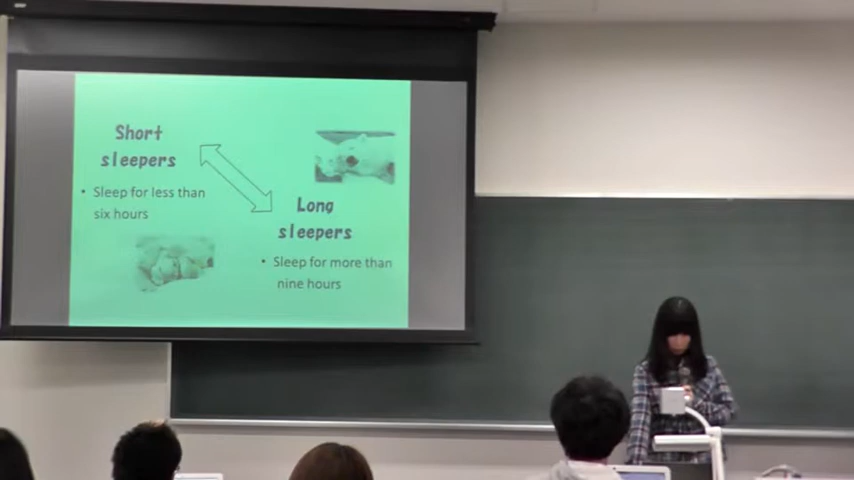 Short
sleepers
• Sleep for less than
six hours
Long
sleepers
• Sleep for more than
nine hours